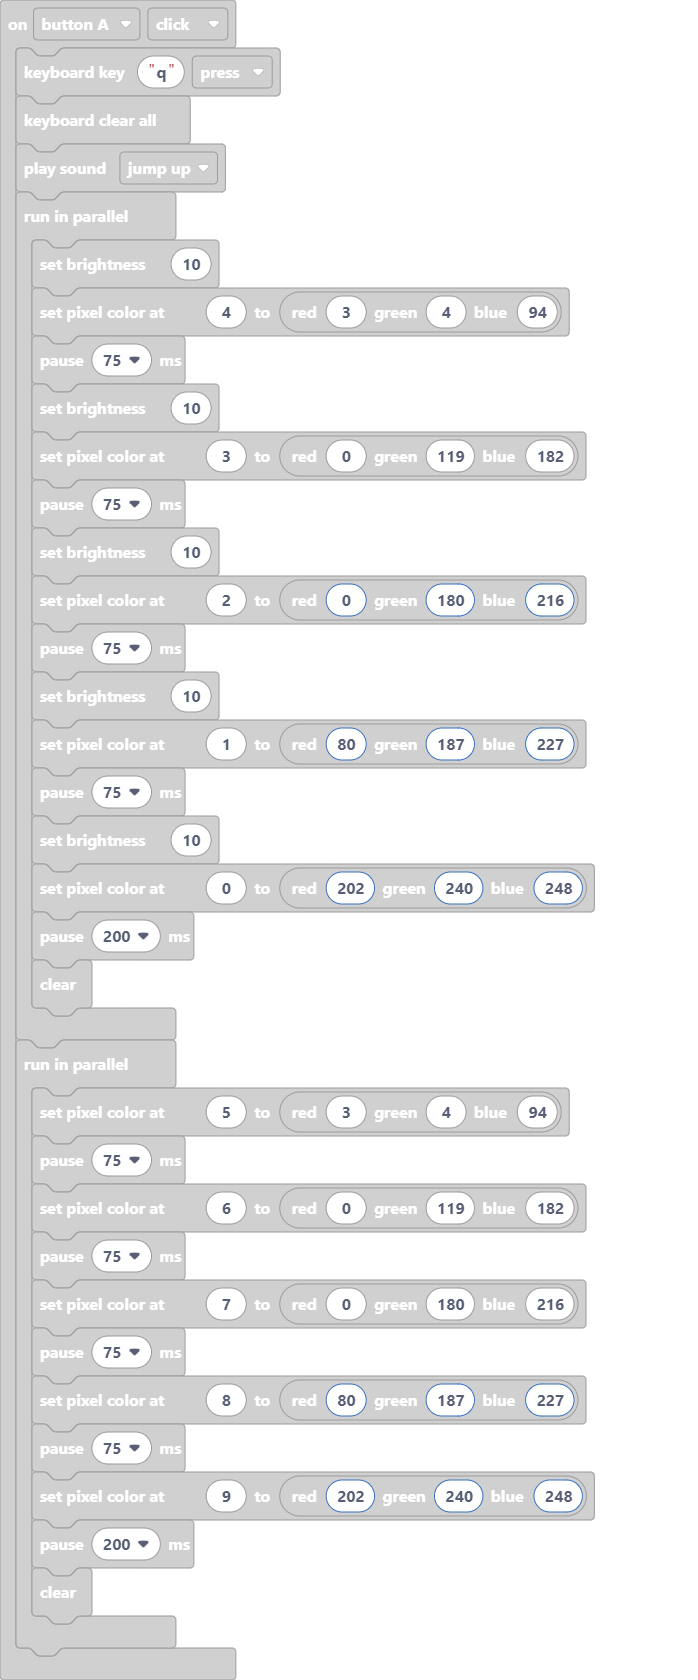 on button A click
keyboard key "q" press
keyboard clear all
play sound jump up
run in parallel
set brightness 10
set pixel color at 4 to red 3 green 4 blue 94
pause 75 ms
set brightness 10
set pixel color at 3 to red 0 green 119 blue 182
pause 75 ms
set brightness 10
set pixel color at 2 to red 0 green 180 blue 216
pause 75 ms
set brightness 10
set pixel color at 1 to red 80 green 187 blue 227
pause 75 ms
set brightness 10
set pixel color at 0 to red 202 green 240 blue 248
pause 200 ms
clear
run in parallel
set pixel color at 5 to red 3 green 4 blue 94
pause 75 ms
set pixel color at 6 to red 0 green 119 blue 182
pause 75 ms
set pixel color at 7 to red 0 green 180 blue 216
pause 75 ms
set pixel color at 8 to red 80 green 187 blue 227
pause 75 ms
set pixel color at 9 to red 202 green 240 blue 248
pause 200 ms
clear